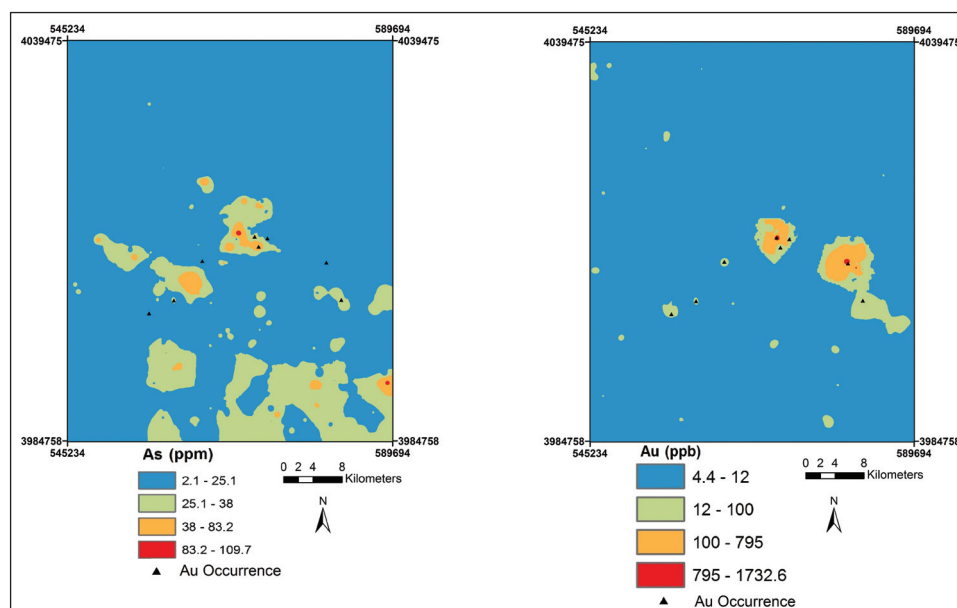 545234
589694
4039475
4039475
3984758
3984758
545234
589694
As (ppm)
2.1 - 25.1
25.1 - 38
38 - 83.2
83.2 - 109.7
Au Occurrence
0 2 4 8
Kilometers
N
545234
589694
4039475
4039475
3984758
3984758
545234
589694
Au (ppb)
4.4 - 12
12 - 100
100 - 795
795 - 1732.6
Au Occurrence
0 2 4 8
Kilometers
N